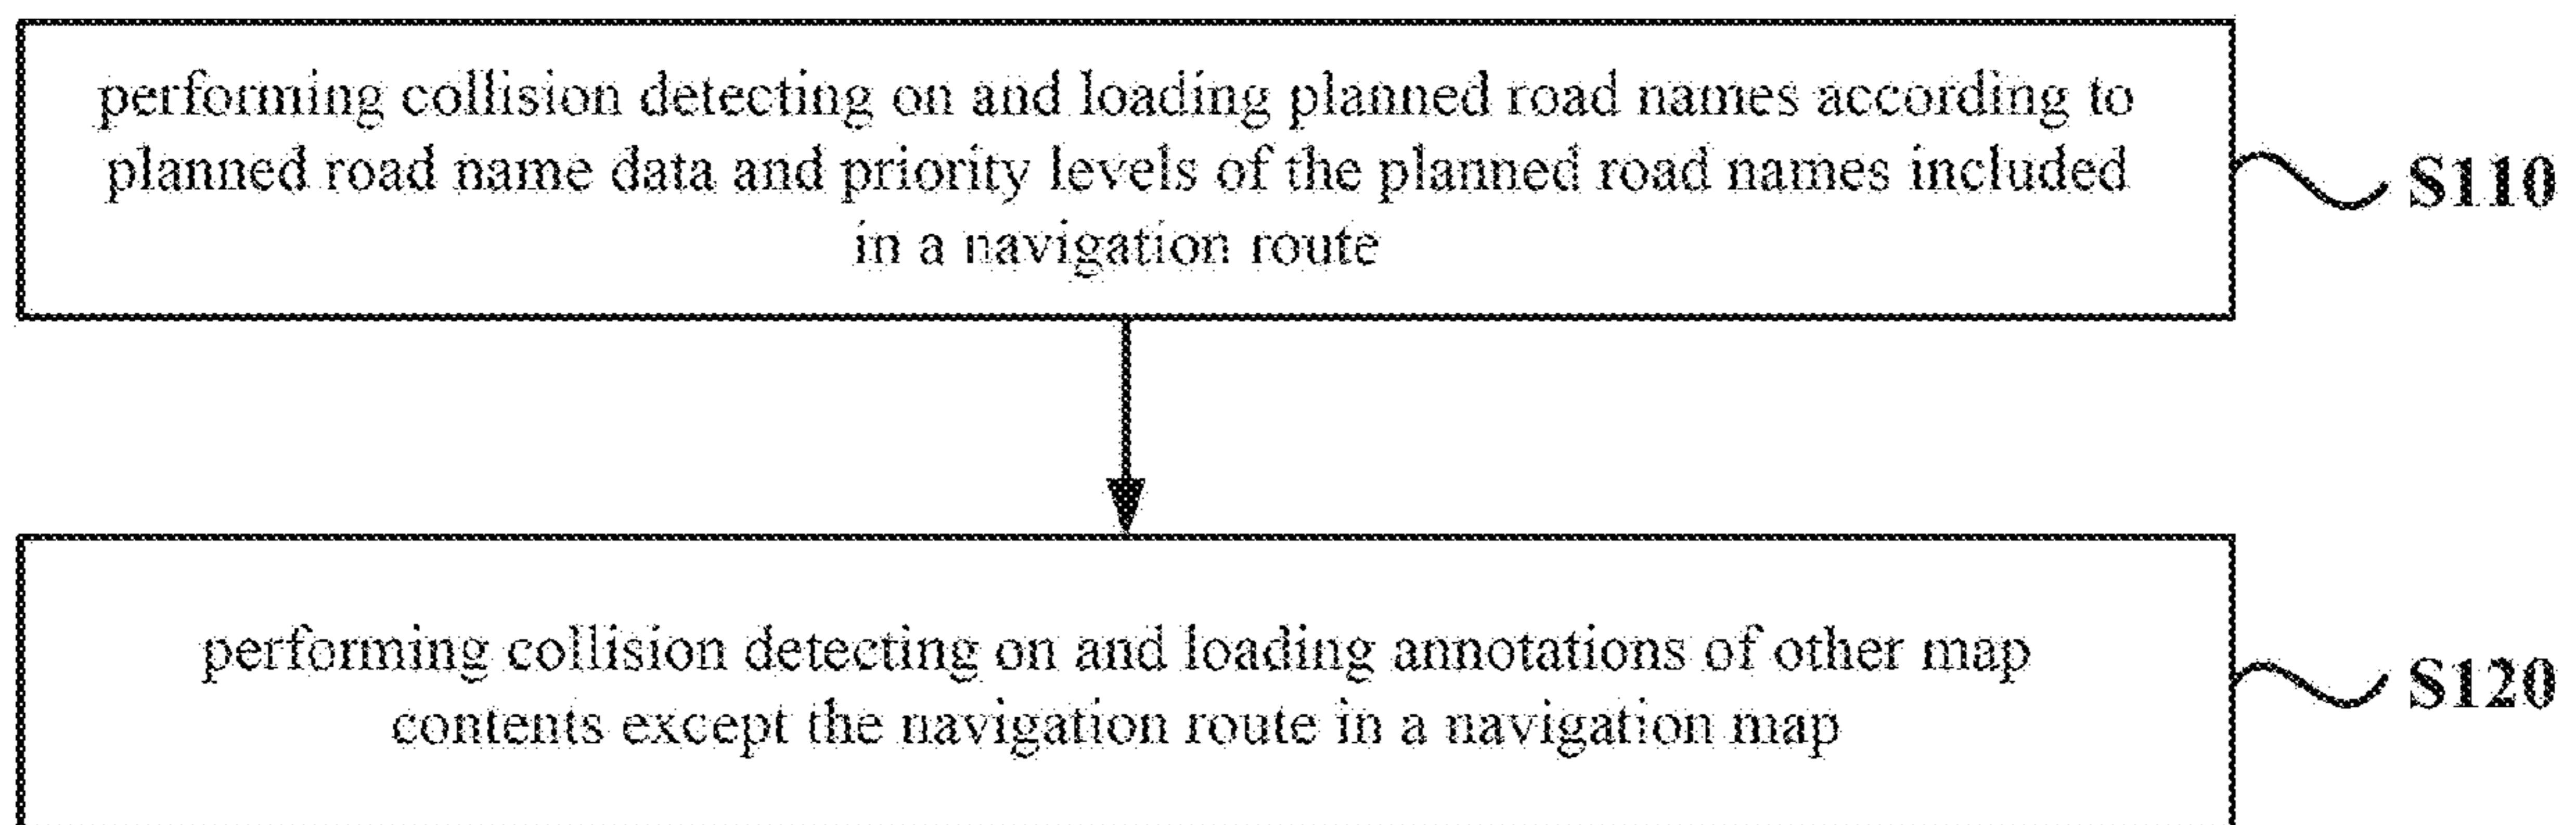 performing collision detecting on and loading planned road names according to
planned road name data and priority levels of the planned road names included
in a navigation route
S110
performing collision detecting on and loading annotations of other map
contents except the navigation route in a navigation map
S120